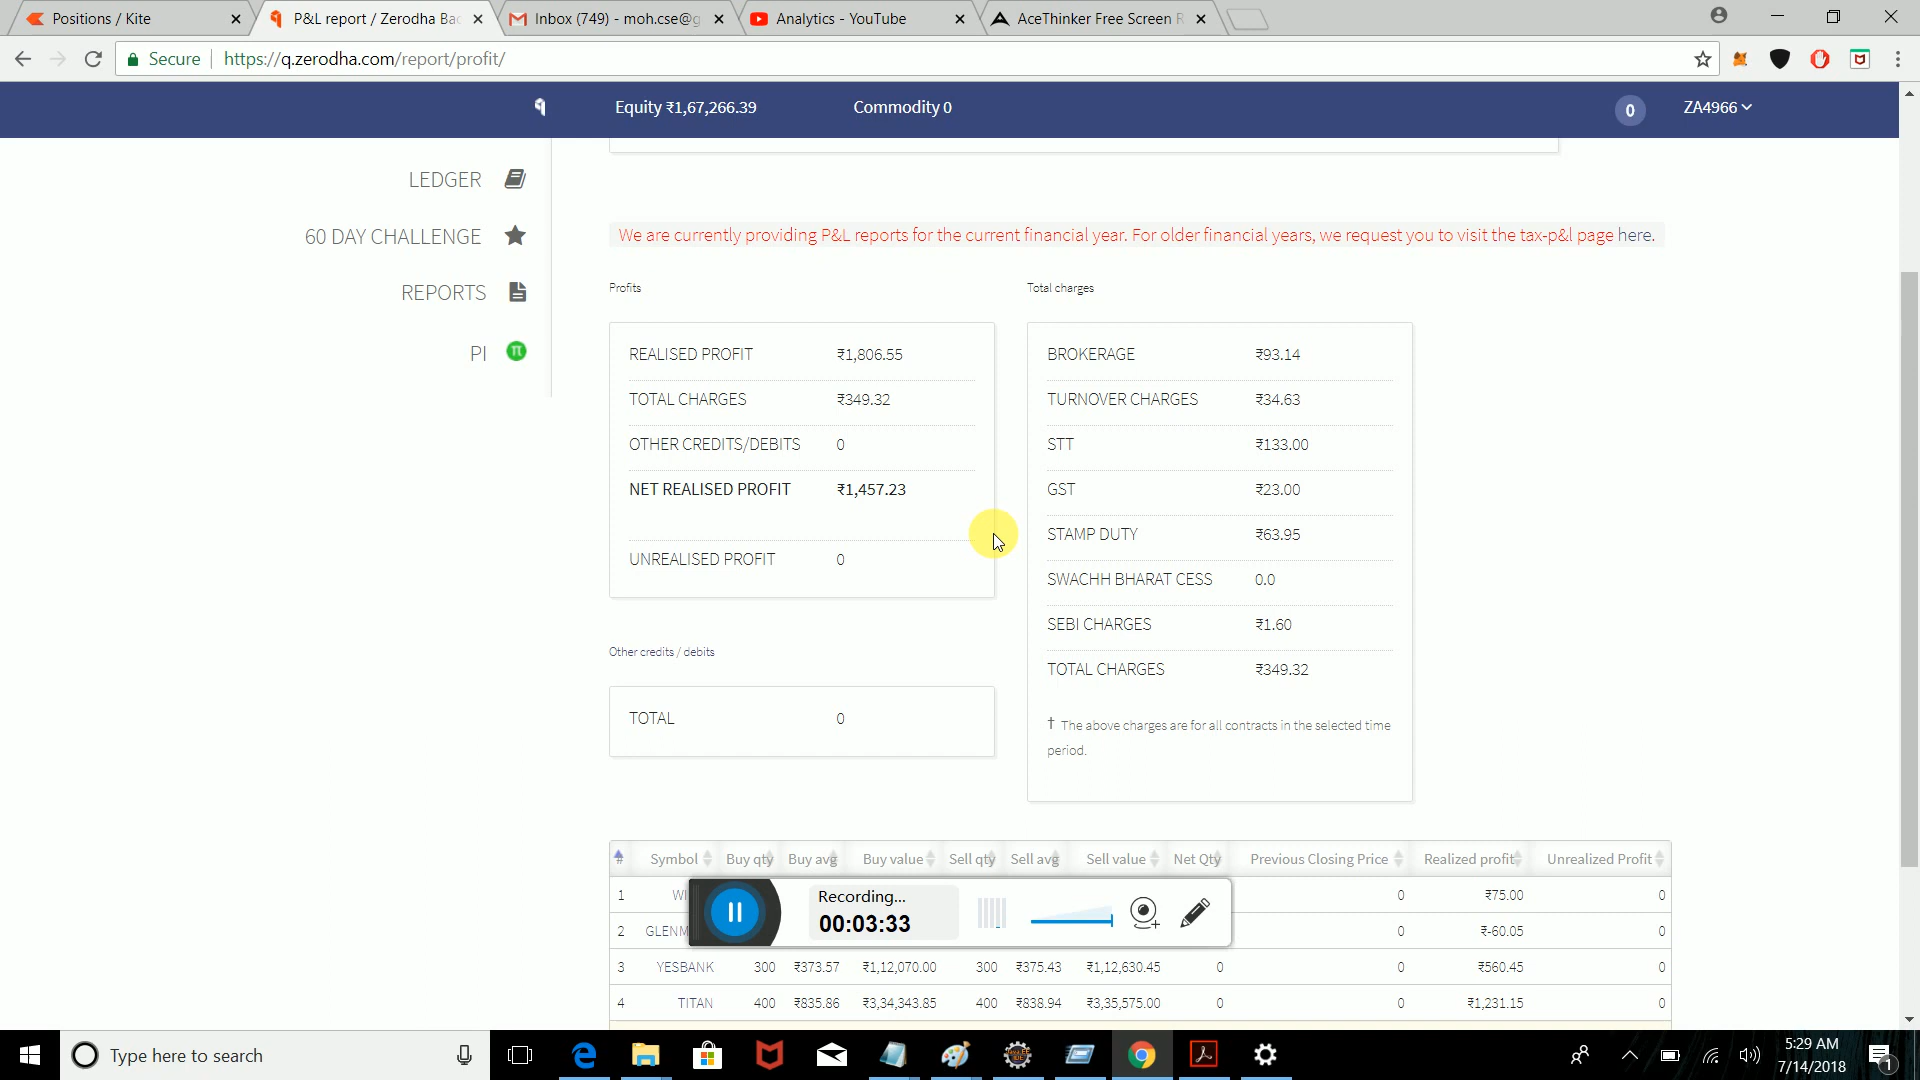 Positions / Kite
P&L report / Zerodha Bac
Inbox (749) - moh.cse@g
Analytics - YouTube
AceThinker Free Screen R
Secure https://q.zerodha.com/report/profit/
Equity ₹1,67,266.39 Commodity 0 0 ZA4966
LEDGER
60 DAY CHALLENGE
REPORTS
PI
We are currently providing P&L reports for the current financial year. For older financial years, we request you to visit the tax-p&l page here.
Profits
REALISED PROFIT ₹1,806.55
TOTAL CHARGES ₹349.32
OTHER CREDITS/DEBITS 0
NET REALISED PROFIT ₹1,457.23
UNREALISED PROFIT 0
Other credits / debits
TOTAL 0
Total charges
BROKERAGE ₹93.14
TURNOVER CHARGES ₹34.63
STT ₹133.00
GST ₹23.00
STAMP DUTY ₹63.95
SWACHH BHARAT CESS 0.0
SEBI CHARGES ₹1.60
TOTAL CHARGES ₹349.32
† The above charges are for all contracts in the selected time
period.
# Symbol Buy qty Buy avg Buy value Sell qty Sell avg Sell value Net Qty Previous Closing Price Realized profit Unrealized Profit
1 WI 0 ₹75.00 0
2 GLENM 0 ₹-60.05 0
3 YESBANK 300 ₹373.57 ₹1,12,070.00 300 ₹375.43 ₹1,12,630.45 0 0 ₹560.45 0
4 TITAN 400 ₹835.86 ₹3,34,343.85 400 ₹838.94 ₹3,35,575.00 0 0 ₹1,231.15 0
Recording...
00:03:33
Type here to search
5:29 AM
7/14/2018
1